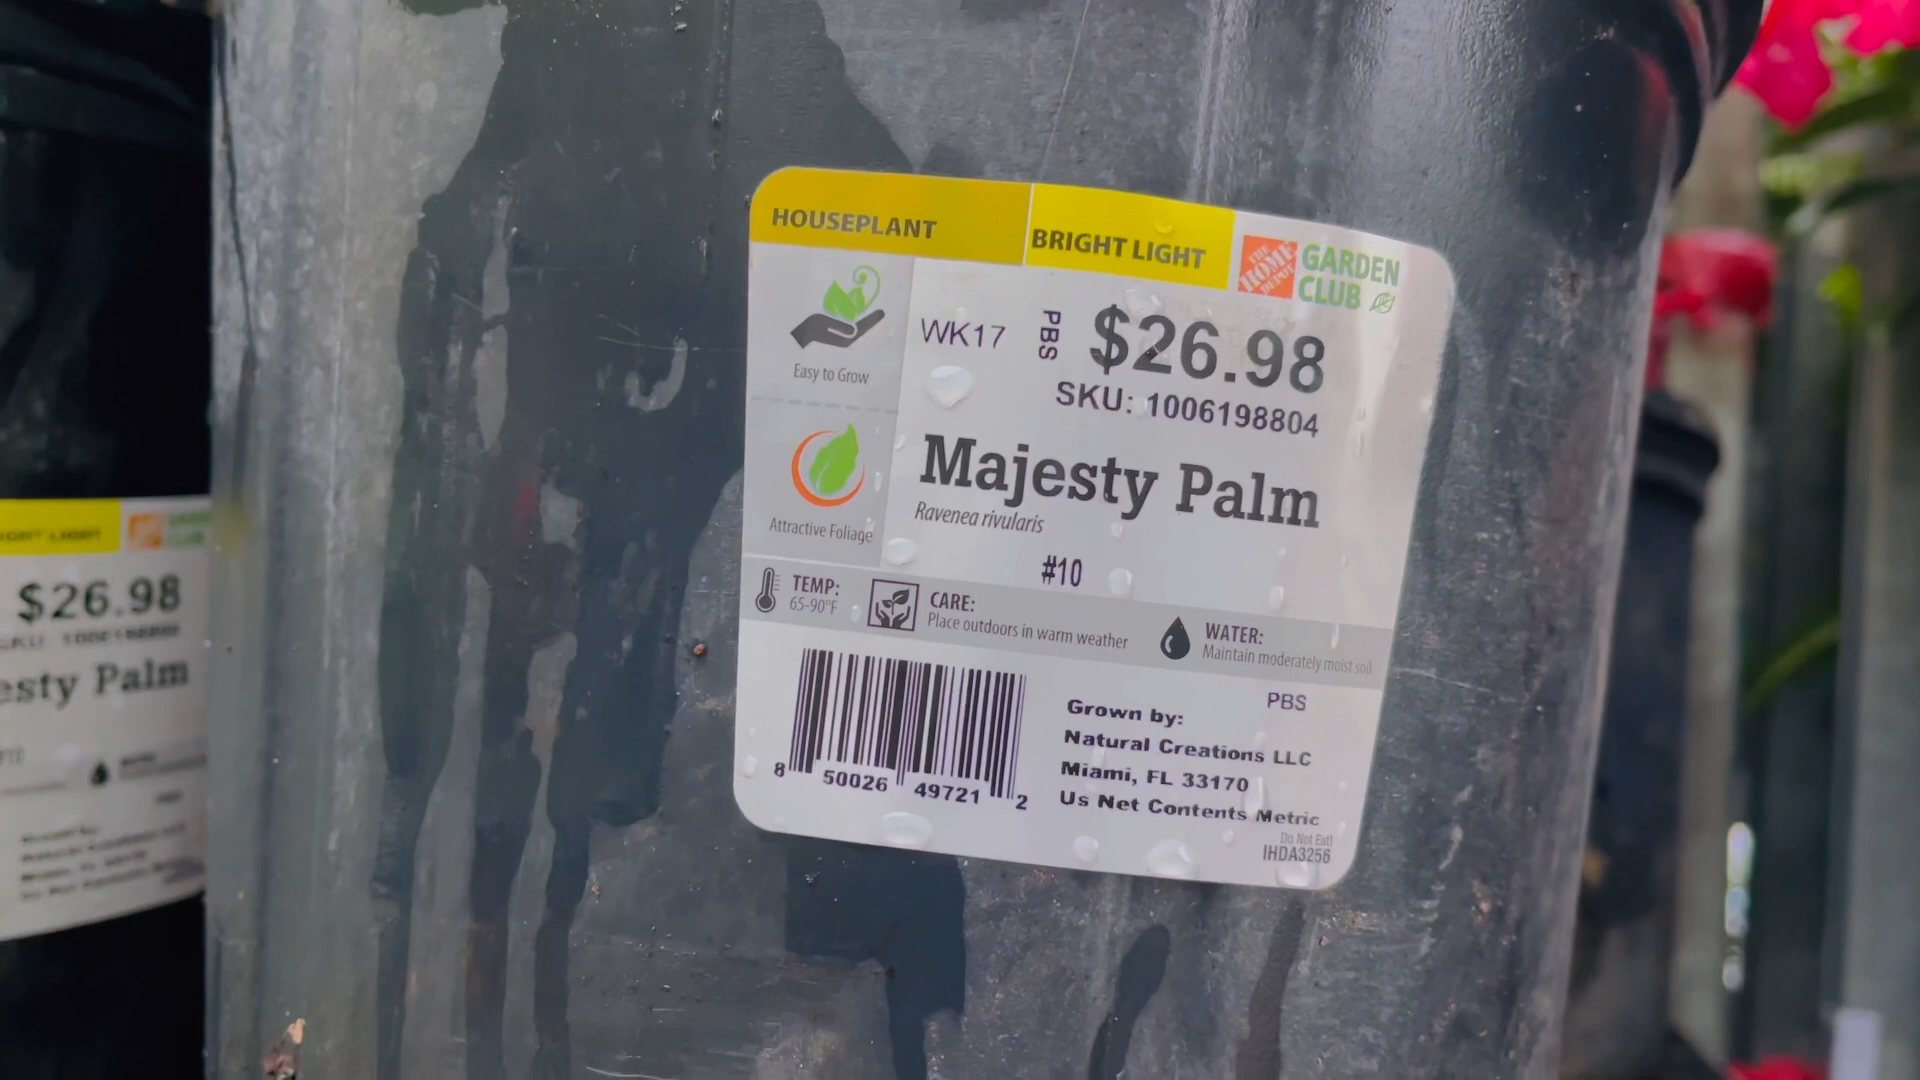 HOUSEPLANT
BRIGHT LIGHT
THE HOME DEPOT
GARDEN CLUB
Easy to Grow
WK17
PBS
$26.98
SKU: 1006198804
Majesty Palm
Ravenea rivularis
Attractive Foliage
#10
TEMP:
65-90°F
CARE:
Place outdoors in warm weather
WATER:
Maintain moderately moist soil
8 50026 49721 2
PBS
Grown by:
Natural Creations LLC
Miami, FL 33170
Us Net Contents Metric
Do Not Eat!
IHDA3256
LIGHT
$26.98
esty Palm